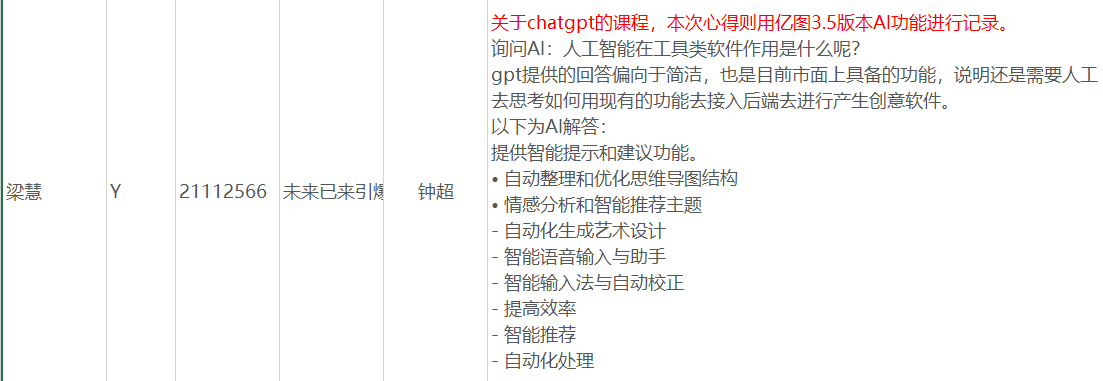 关于chatgpt的课程，本次心得则用亿图3.5版本AI功能进行记录。
询问AI：人工智能在工具类软件作用是什么呢？
gpt提供的回答偏向于简洁，也是目前市面上具备的功能，说明还是需要人工
去思考如何用现有的功能去接入后端去进行产生创意软件。
以下为AI解答：
提供智能提示和建议功能。
梁慧 Y 21112566 未来已来引爆 钟超
• 自动整理和优化思维导图结构
• 情感分析和智能推荐主题
- 自动化生成艺术设计
- 智能语音输入与助手
- 智能输入法与自动校正
- 提高效率
- 智能推荐
- 自动化处理